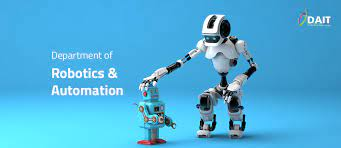 Department of
Robotics &
Automation
DAIT